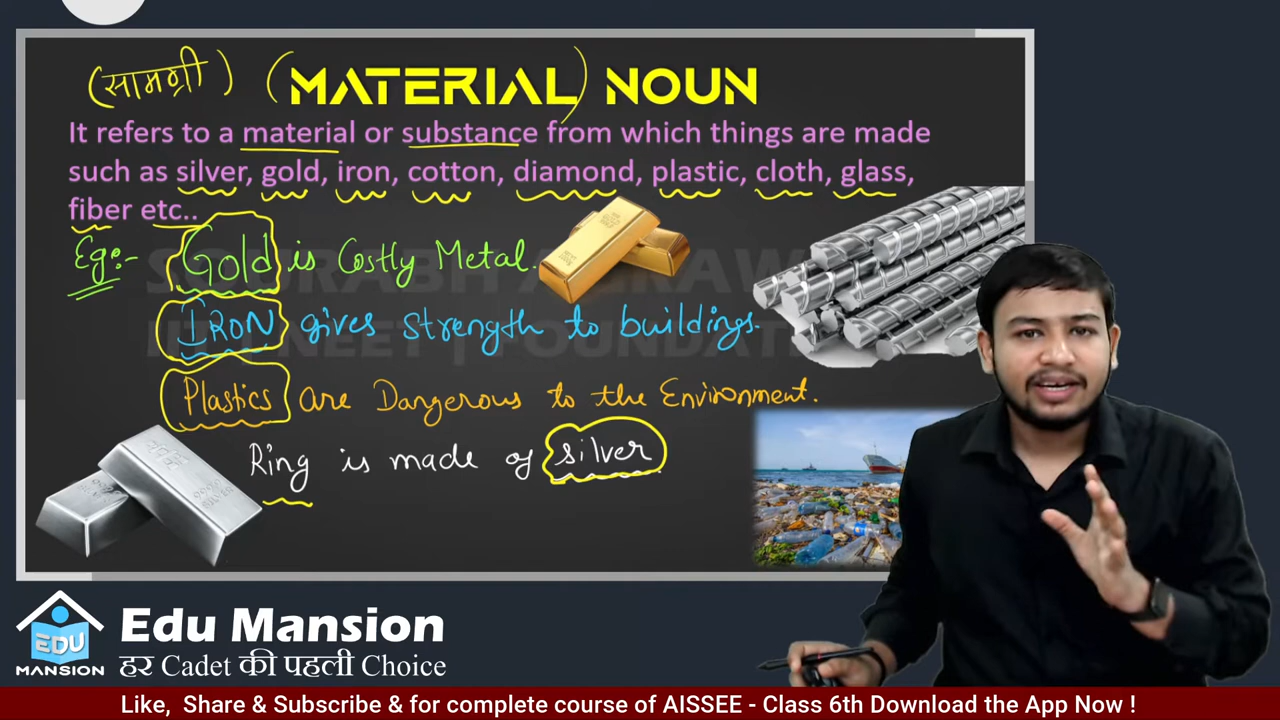 (सामग्री) (MATERIAL) NOUN
It refers to a material or substance from which things are made
such as silver, gold, iron, cotton, diamond, plastic, cloth, glass,
fiber etc..
Eg:- Gold is Costly Metal.
IRON gives strength to buildings.
Plastics are Dangerous to the Environment.
Ring is made of silver
EDU
MANSION
Edu Mansion
हर Cadet की पहली Choice
Like, Share & Subscribe & for complete course of AISSEE - Class 6th Download the App Now !